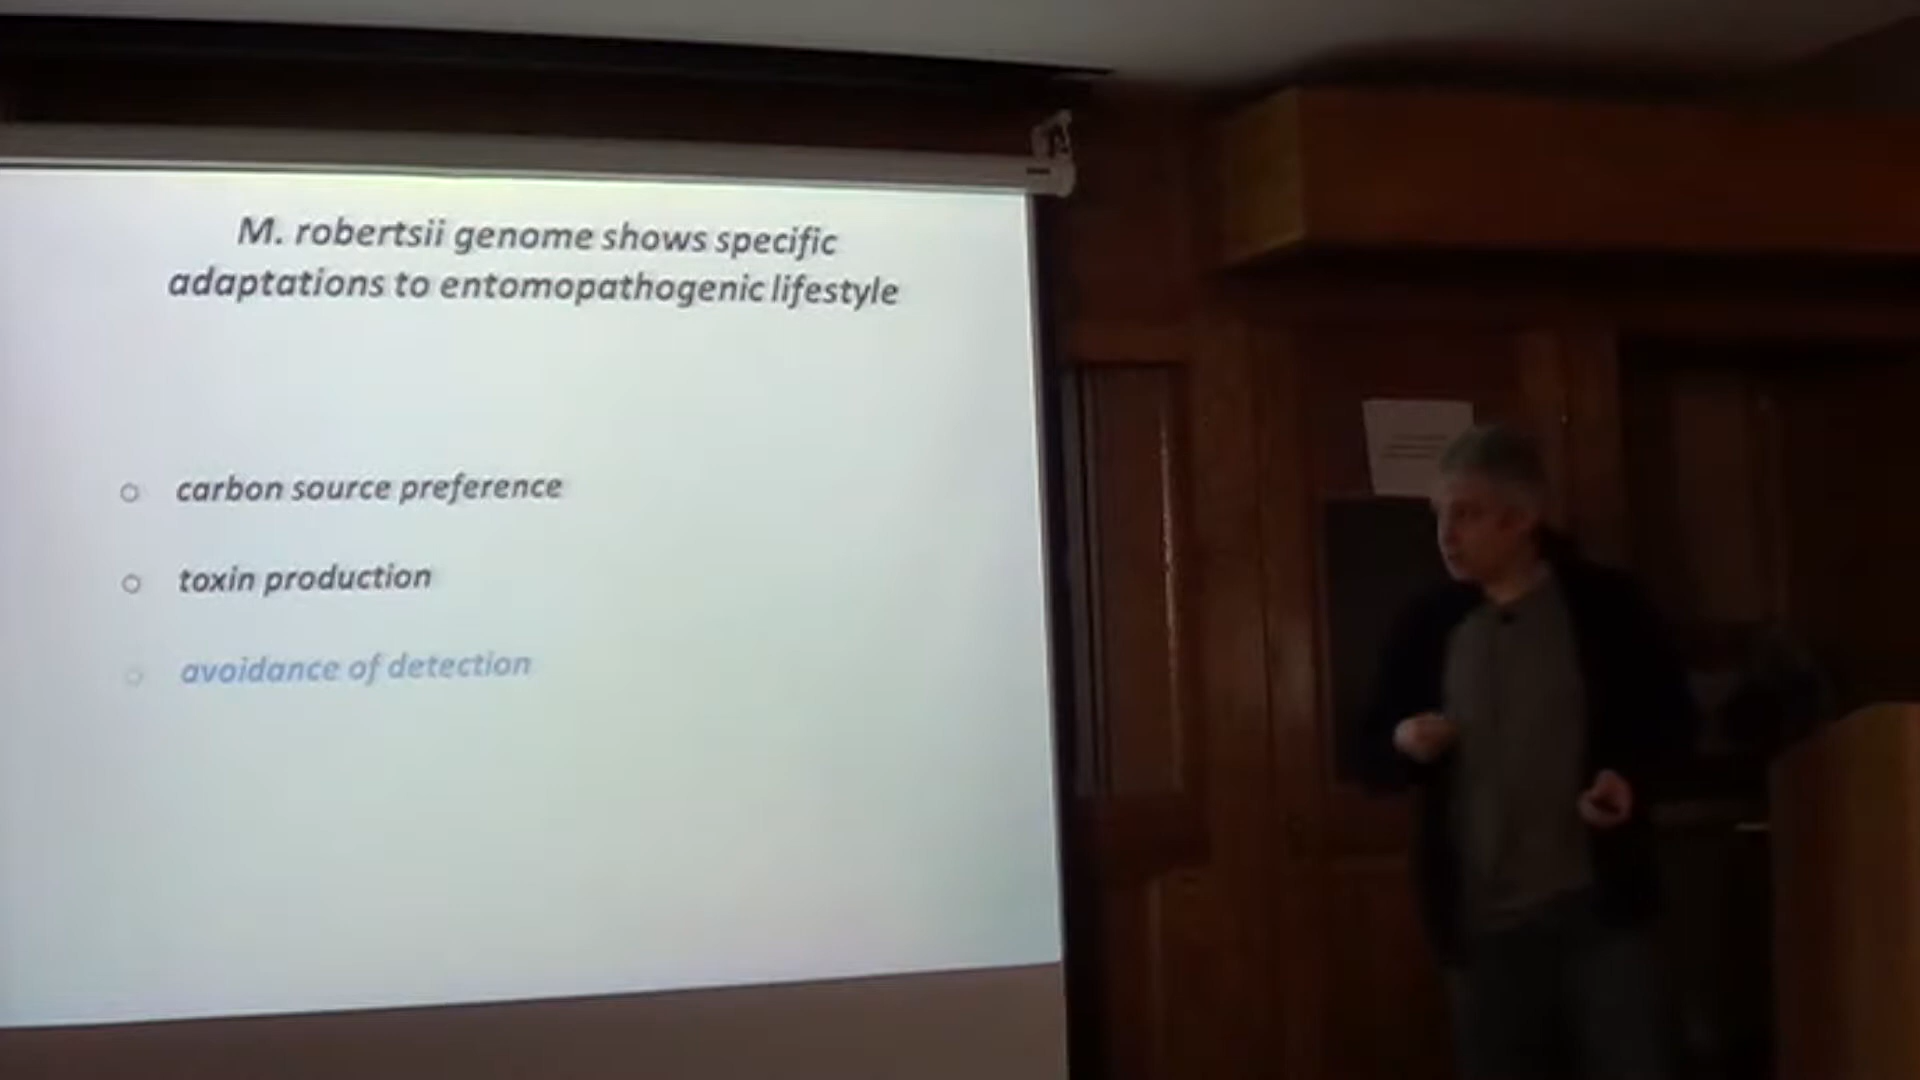 M. robertsii genome shows specific
adaptations to entomopathogenic lifestyle
carbon source preference
toxin production
avoidance of detection